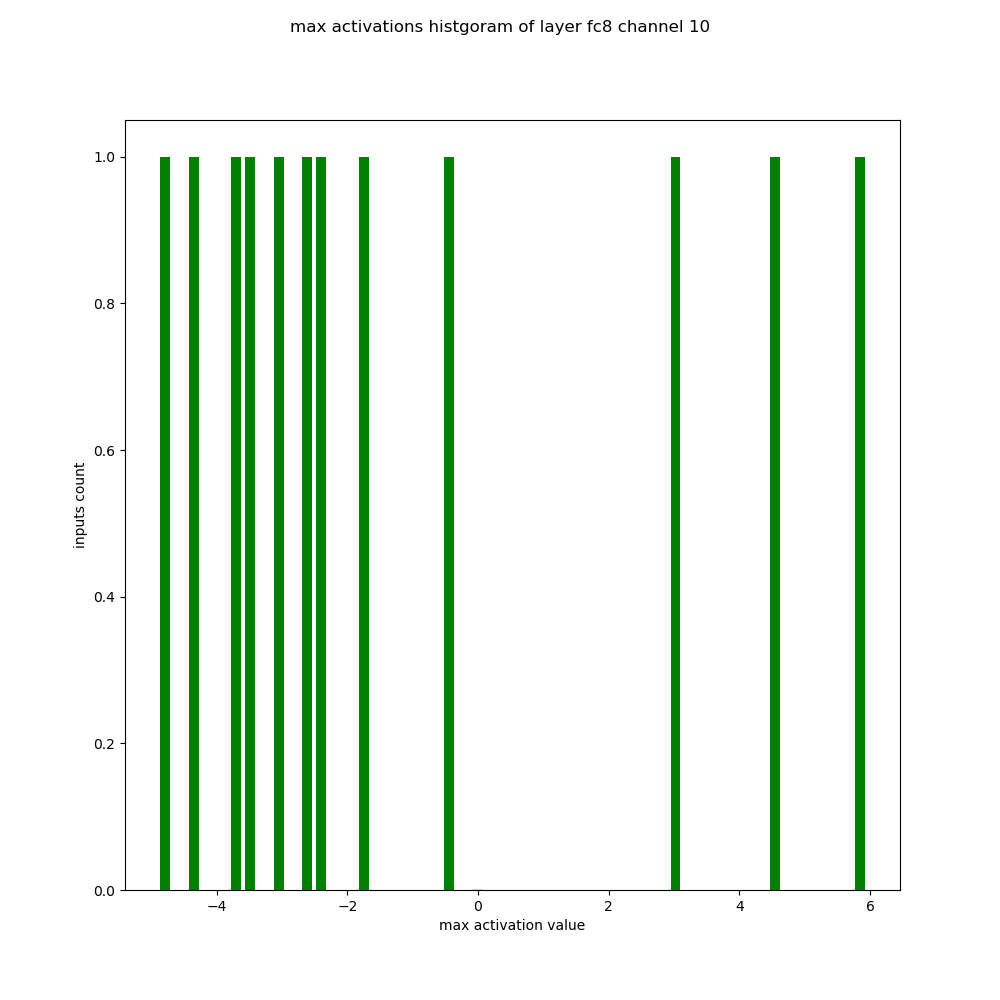 max activations histgoram of layer fc8 channel 10
1.0
0.8
0.6
0.4
0.2
0.0
inputs count
−4 −2 0 2 4 6
max activation value